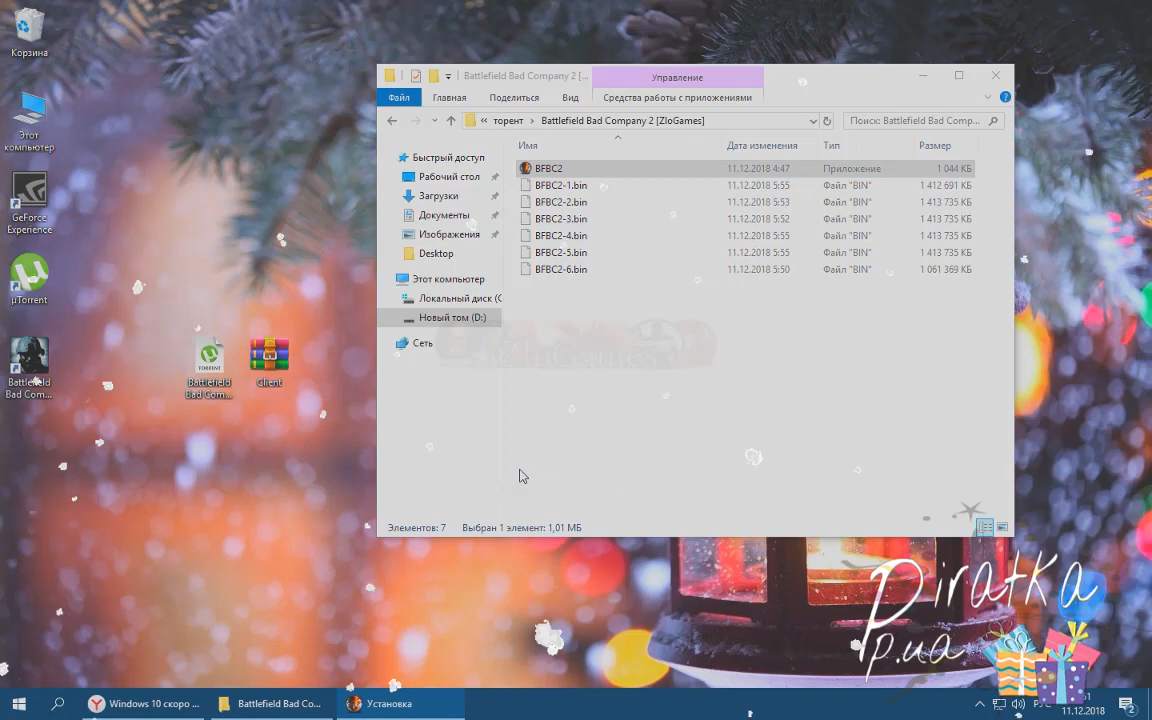 Корзина
Этот
компьютер
GeForce
Experience
µTorrent
Battlefield
Bad Com...
TORRENT
Battlefield
Bad Com...
Client
Battlefield Bad Company 2 [...
Управление
Файл
Главная
Поделиться
Вид
Средства работы с приложениями
« торент › Battlefield Bad Company 2 [ZloGames]
Поиск: Battlefield Bad Comp...
Имя Дата изменения Тип Размер
BFBC2 11.12.2018 4:47 Приложение 1 044 КБ
BFBC2-1.bin 11.12.2018 5:55 Файл "BIN" 1 412 691 КБ
BFBC2-2.bin 11.12.2018 5:53 Файл "BIN" 1 413 735 КБ
BFBC2-3.bin 11.12.2018 5:52 Файл "BIN" 1 413 735 КБ
BFBC2-4.bin 11.12.2018 5:55 Файл "BIN" 1 413 735 КБ
BFBC2-5.bin 11.12.2018 5:55 Файл "BIN" 1 413 735 КБ
BFBC2-6.bin 11.12.2018 5:50 Файл "BIN" 1 061 369 КБ
Быстрый доступ
Рабочий стол
Загрузки
Документы
Изображения
Desktop
Этот компьютер
Локальный диск (C
Новый том (D:)
Сеть
ZloGames
Элементов: 7 Выбран 1 элемент: 1,01 МБ
Piratka
p.ua
Windows 10 скоро ...
Battlefield Bad Co...
Установка
11.12.2018
2